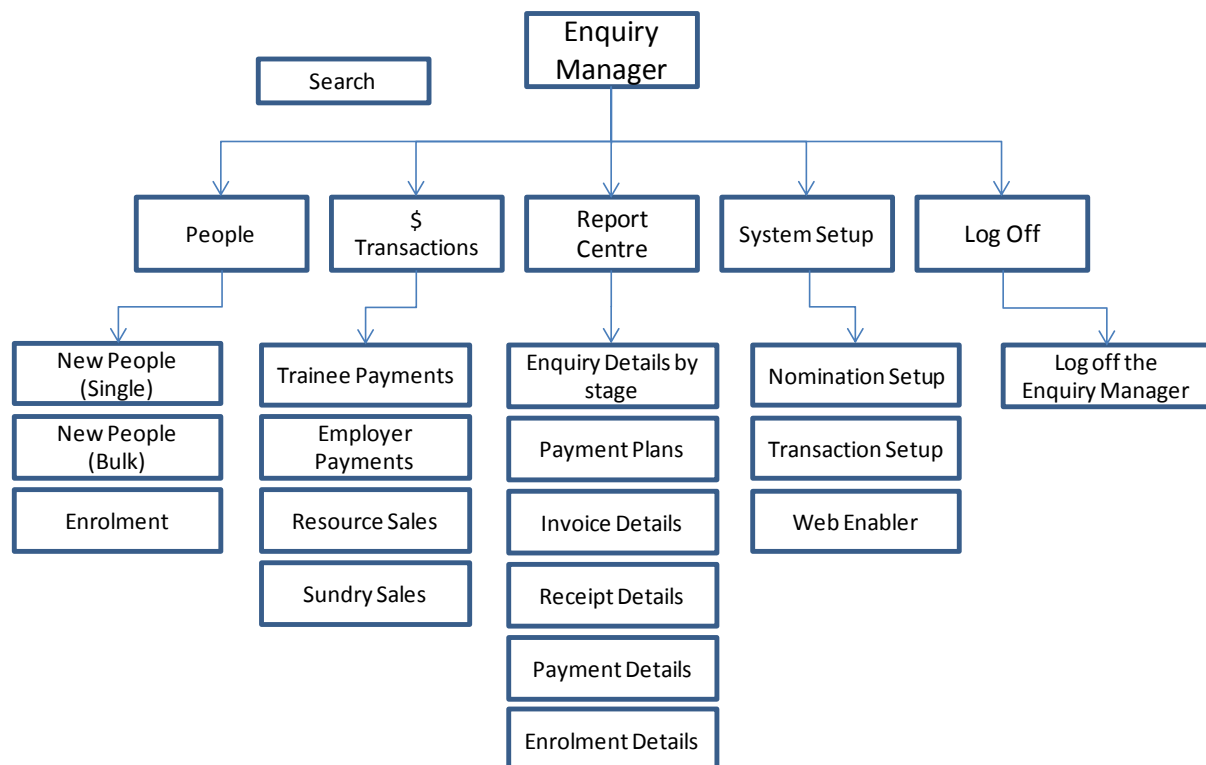 Enquiry
Manager
Search
People
$
Transactions
Report
Centre
System Setup
Log Off
New People
(Single)
New People
(Bulk)
Enrolment
Trainee Payments
Employer
Payments
Resource Sales
Sundry Sales
Enquiry Details by
stage
Payment Plans
Invoice Details
Receipt Details
Payment Details
Enrolment Details
Nomination Setup
Transaction Setup
Web Enabler
Log off the
Enquiry Manager